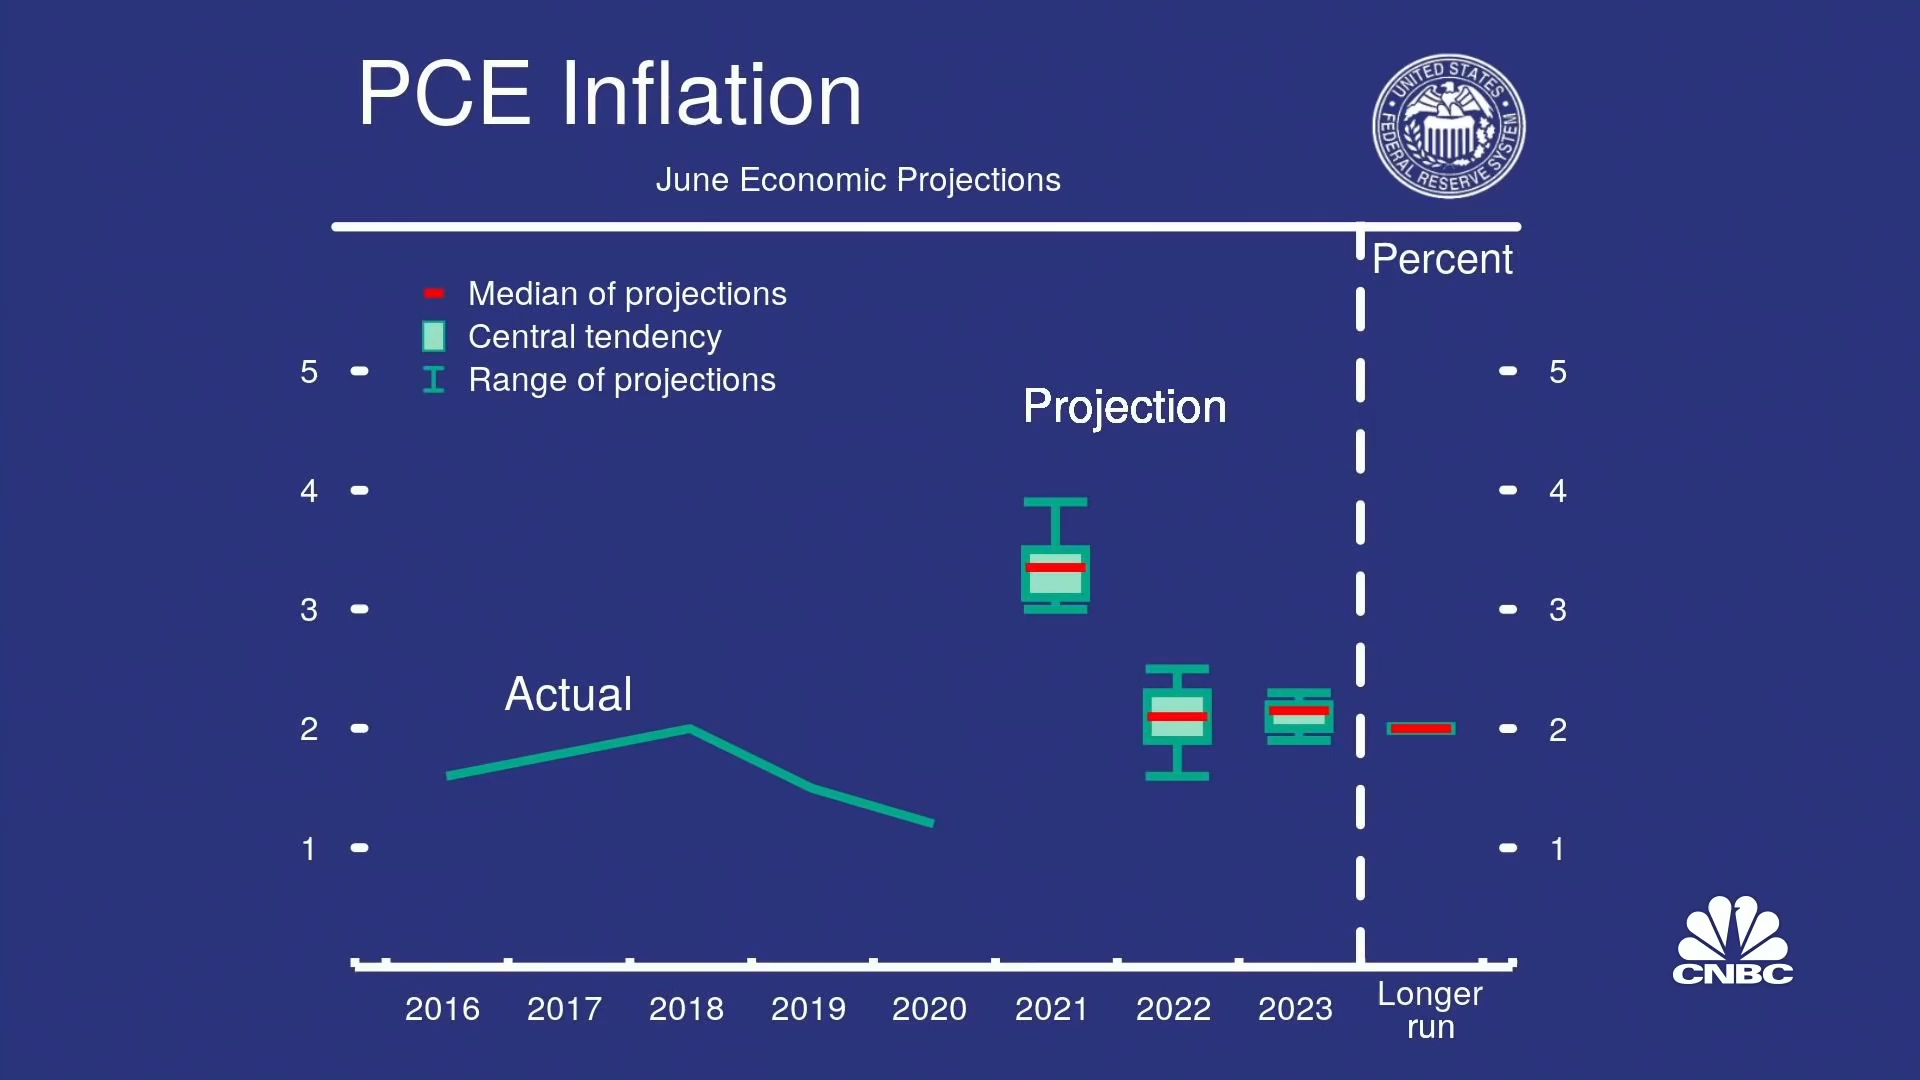 PCE Inflation
June Economic Projections
UNITED STATES
FEDERAL RESERVE SYSTEM
Percent
Median of projections
Central tendency
Range of projections
5
5
Projection
4
4
3
3
Actual
2
2
1
1
CNBC
2016 2017 2018 2019 2020 2021 2022 2023 Longer
run